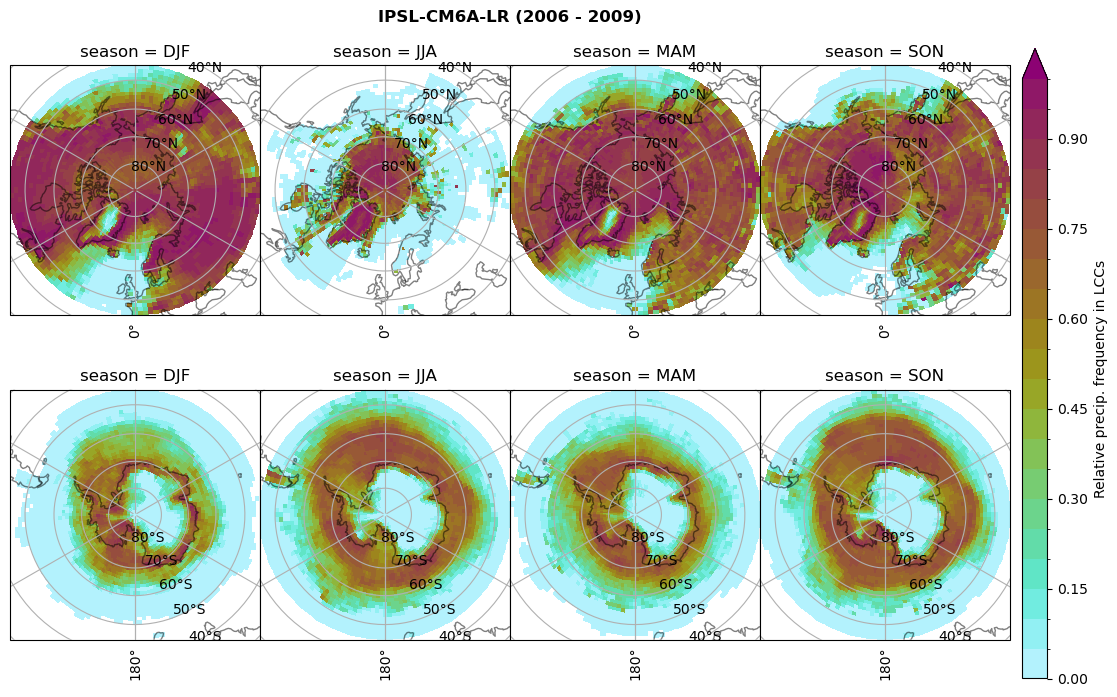 IPSL-CM6A-LR (2006 - 2009)
season = DJF
season = JJA
season = MAM
season = SON
40°N
50°N
60°N
70°N
80°N
0°
40°N
50°N
60°N
70°N
80°N
0°
40°N
50°N
60°N
70°N
80°N
0°
40°N
50°N
60°N
70°N
80°N
0°
season = DJF
season = JJA
season = MAM
season = SON
80°S
70°S
60°S
50°S
40°S
180°
80°S
70°S
60°S
50°S
40°S
180°
80°S
70°S
60°S
50°S
40°S
180°
80°S
70°S
60°S
50°S
40°S
180°
0.90
0.75
0.60
0.45
0.30
0.15
0.00
Relative precip. frequency in LCCs